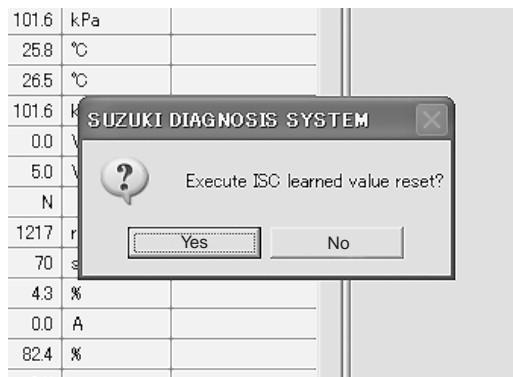 101.6 kPa
25.8 ℃
26.5 ℃
101.6 k
0.0
5.0
N
1217 r
70 s
4.3 %
0.0 A
82.4 %
SUZUKI DIAGNOSIS SYSTEM
Execute ISC learned value reset?
Yes No